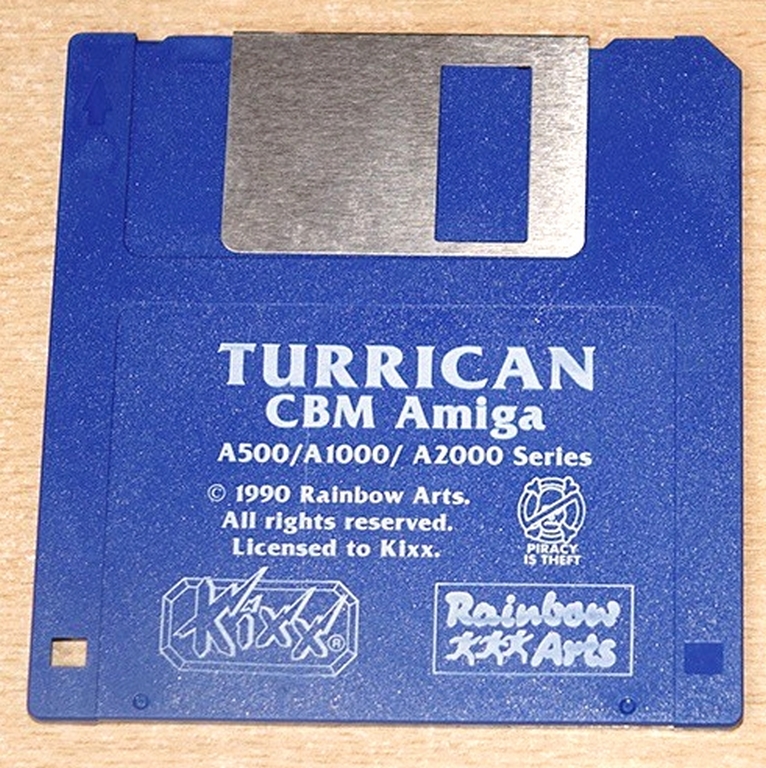 TURRICAN
CBM Amiga
A500/A1000/ A2000 Series
© 1990 Rainbow Arts.
All rights reserved.
Licensed to Kixx.
PIRACY
IS THEFT
Kixx®
Rainbow
Arts